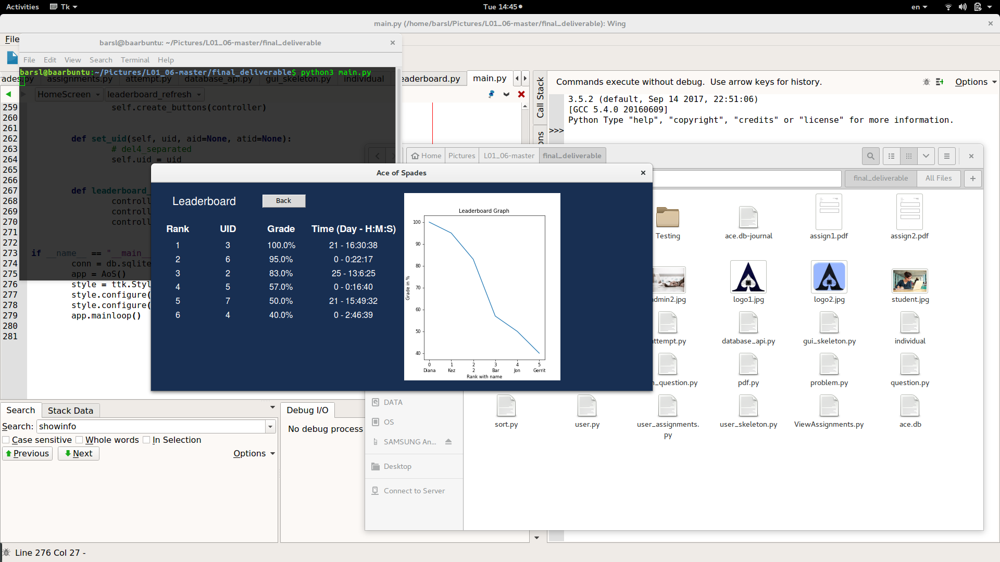 Activities Tk Tue 14:45 en
main.py (/home/barsl/Pictures/L01_06-master/final_deliverable): Wing
File
barsl@baarbuntu: ~/Pictures/L01_06-master/final_deliverable
File Edit View Search Terminal Help
barsl@baarbuntu:~/Pictures/L01_06-master/final_deliverable$ python3 main.py
rades.py assignments.py attempt.py database_api.py gui_skeleton.py individual eaderboard.py main.py
HomeScreen leaderboard_refresh
259 self.create_buttons(controller)
260
261
262 def set_uid(self, uid, aid=None, atid=None):
263 # del4_separated
264 self.uid = uid
265
266
267 def leaderboard_
268 controll
269 controll
270 controll
271
272
273 if __name__ == "__main__
274 conn = db.sqlite
275 app = AoS()
276 style = ttk.Styl
277 style.configure(
278 style.configure(
279 app.mainloop()
280
281
Call Stack
ons
Commands execute without debug. Use arrow keys for history.
Options
3.5.2 (default, Sep 14 2017, 22:51:06)
[GCC 5.4.0 20160609]
Python Type "help", "copyright", "credits" or "license" for more information.
>>>
Home Pictures L01_06-master final_deliverable
final_deliverable All Files
Ace of Spades
Leaderboard Back
Rank UID Grade Time (Day - H:M:S)
1 3 100.0% 21 - 16:30:38
2 6 95.0% 0 - 0:22:17
3 2 83.0% 25 - 13:6:25
4 5 57.0% 0 - 0:16:40
5 7 50.0% 21 - 15:49:32
6 4 40.0% 0 - 2:46:39
Leaderboard Graph
Grade in %
100
90
80
70
60
50
40
0 1 2 3 4 5
Diana Kez 2 Bar Jon Gerrit
Rank with name
Testing ace.db-journal assign1.pdf assign2.pdf
dmin2.jpg logo1.jpg logo2.jpg student.jpg
ttempt.py database_api.py gui_skeleton.py individual
_question.py pdf.py problem.py question.py
sort.py user.py user_assignments.py user_skeleton.py ViewAssignments.py ace.db
DATA
OS
SAMSUNG An...
Desktop
Connect to Server
Search Stack Data
Search: showinfo
Case sensitive Whole words In Selection
Previous Next Options
Debug I/O
No debug process
Line 276 Col 27 -